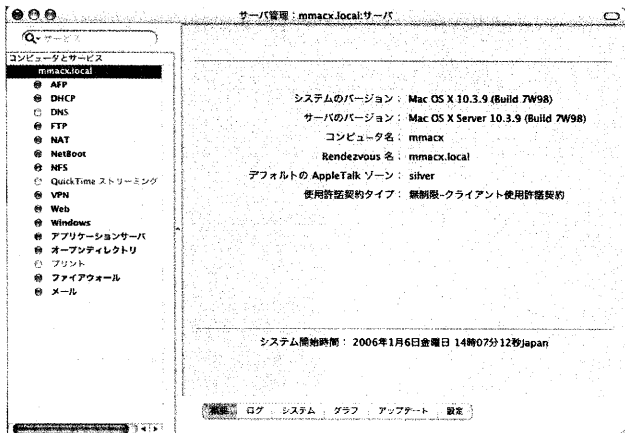 サーバ管理：mmacx.local:サーバ
サービス
コンピュータとサービス
mmacx.local
AFP
DHCP
DNS
FTP
NAT
NetBoot
NFS
QuickTime ストリーミング
VPN
Web
Windows
アプリケーションサーバ
オープンディレクトリ
プリント
ファイアウォール
メール
システムのバージョン： Mac OS X 10.3.9 (Build 7W98)
サーバのバージョン： Mac OS X Server 10.3.9 (Build 7W98)
コンピュータ名： mmacx
Rendezvous 名： mmacx.local
デフォルトの AppleTalk ゾーン： silver
使用許諾契約タイプ： 無制限-クライアント使用許諾契約
システム開始時間： 2006年1月6日金曜日 14時07分12秒Japan
概要 ログ システム グラフ アップデート 設定